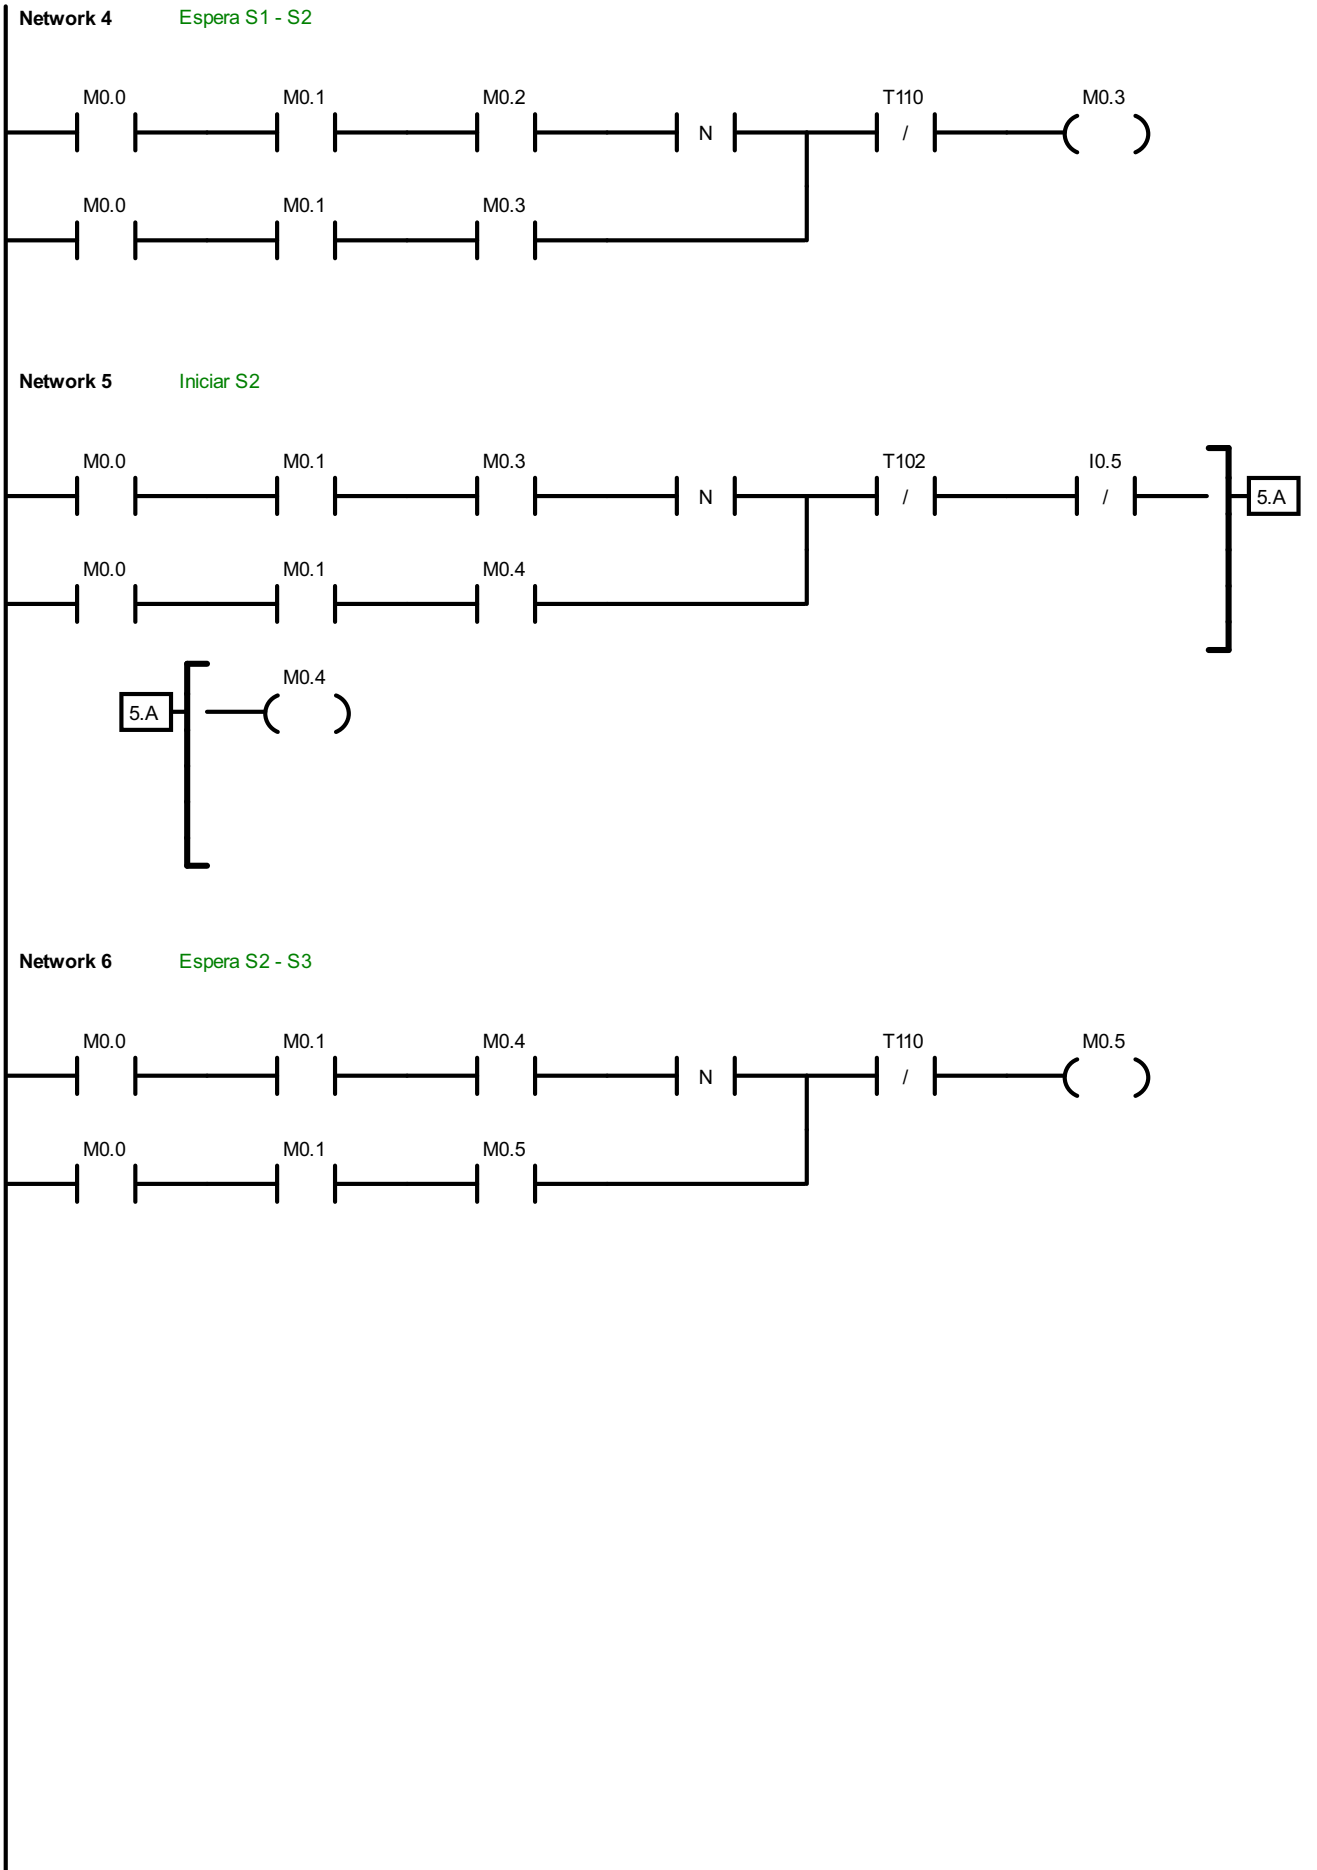 Network 4 Espera S1 - S2
M0.0 M0.1 M0.2 T110 M0.3
N /
M0.0 M0.1 M0.3
Network 5 Iniciar S2
M0.0 M0.1 M0.3 T102 I0.5
N / / 5.A
M0.0 M0.1 M0.4
M0.4
5.A
Network 6 Espera S2 - S3
M0.0 M0.1 M0.4 T110 M0.5
N /
M0.0 M0.1 M0.5